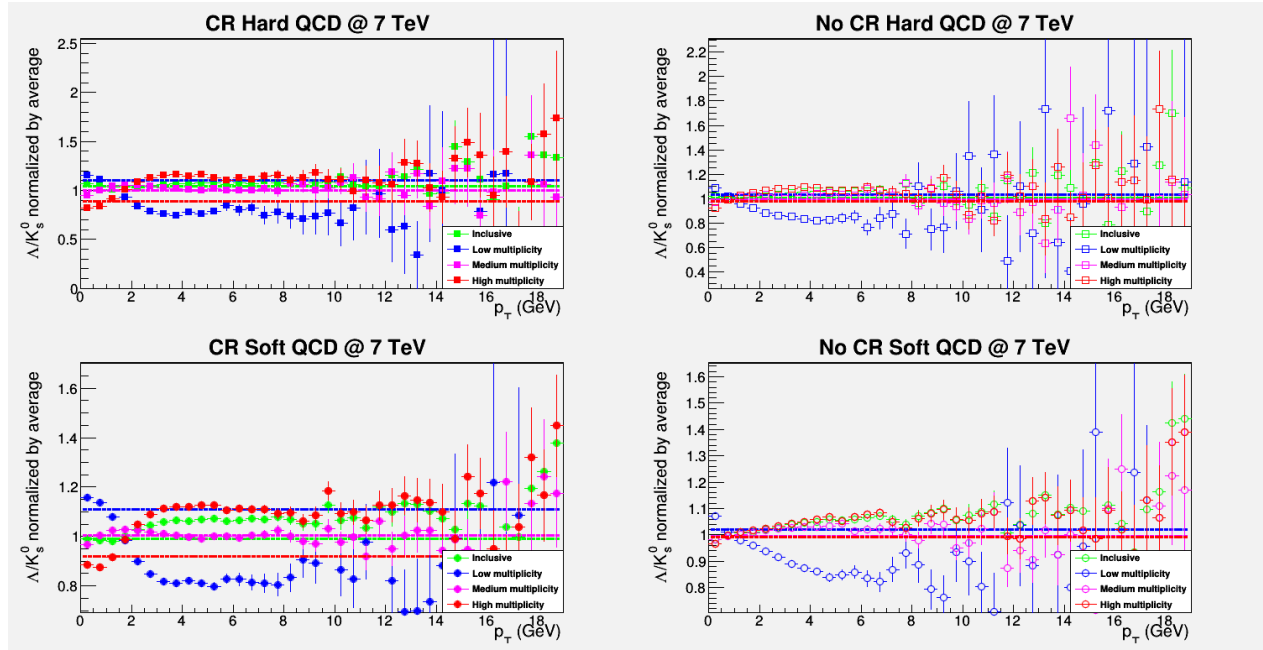 CR Hard QCD @ 7 TeV
Λ/K⁰ₛ normalized by average
2.5
2
1.5
1
0.5
0
0 2 4 6 8 10 12 14 16 18
p_T (GeV)
Inclusive
Low multiplicity
Medium multiplicity
High multiplicity
No CR Hard QCD @ 7 TeV
Λ/K⁰ₛ normalized by average
2.2
2
1.8
1.6
1.4
1.2
1
0.8
0.6
0.4
0 2 4 6 8 10 12 14 16 18
p_T (GeV)
Inclusive
Low multiplicity
Medium multiplicity
High multiplicity
CR Soft QCD @ 7 TeV
Λ/K⁰ₛ normalized by average
1.6
1.4
1.2
1
0.8
0 2 4 6 8 10 12 14 16 18
p_T (GeV)
Inclusive
Low multiplicity
Medium multiplicity
High multiplicity
No CR Soft QCD @ 7 TeV
Λ/K⁰ₛ normalized by average
1.6
1.5
1.4
1.3
1.2
1.1
1
0.9
0.8
0 2 4 6 8 10 12 14 16 18
p_T (GeV)
Inclusive
Low multiplicity
Medium multiplicity
High multiplicity